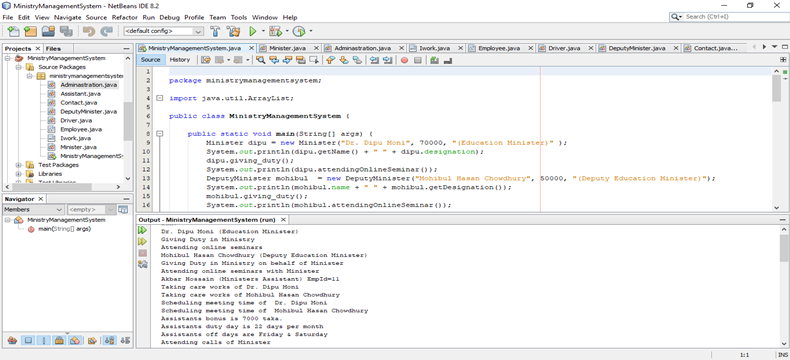 MinistryManagementSystem - NetBeans IDE 8.2
File Edit View Navigate Source Refactor Run Debug Profile Team Tools Window Help
Search (Ctrl+I)
<default config>
Projects Files
MinistryManagementSystem.java Minister.java Adminastration.java Iwork.java Employee.java Driver.java DeputyMinister.java Contact.java...
Source History
MinistryManagementSystem
Source Packages
ministrymanagementsystem
Adminastration.java
Assistant.java
Contact.java
DeputyMinister.java
Driver.java
Employee.java
Iwork.java
Minister.java
MinistryManagementS
Test Packages
Libraries
Navigator
Members <empty>
MinistryManagementSystem
main(String[] args)
1
2 package ministrymanagementsystem;
3
4 import java.util.ArrayList;
5
6 public class MinistryManagementSystem {
7
8 public static void main(String[] args) {
9 Minister dipu = new Minister("Dr. Dipu Moni", 70000, "(Education Minister)" );
10 System.out.println(dipu.getName() + " " + dipu.designation);
11 dipu.giving_duty();
12 System.out.println(dipu.attendingOnlineSeminar());
13 DeputyMinister mohibul = new DeputyMinister("Mohibul Hasan Chowdhury", 50000, "(Deputy Education Minister)");
14 System.out.println(mohibul.name + " " + mohibul.getDesignation());
15 mohibul.giving_duty();
16 System.out.println(mohibul.attendingOnlineSeminar());
Output - MinistryManagementSystem (run)
Dr. Dipu Moni (Education Minister)
Giving Duty in Ministry
Attending online seminars
Mohibul Hasan Chowdhury (Deputy Education Minister)
Giving Duty in Ministry on behalf of Minister
Attending online seminars with Minister
Akbar Hossain (Ministers Assistant) EmpId=11
Taking care works of Dr. Dipu Moni
Taking care works of Mohibul Hasan Chowdhury
Scheduling meeting time of  Dr. Dipu Moni
Scheduling meeting time of  Mohibul Hasan Chowdhury
Assistants bonus is 7000 taka.
Assistants duty day is 22 days per month
Assistants off days are Friday & Saturday
Attending calls of Minister
1:1 INS